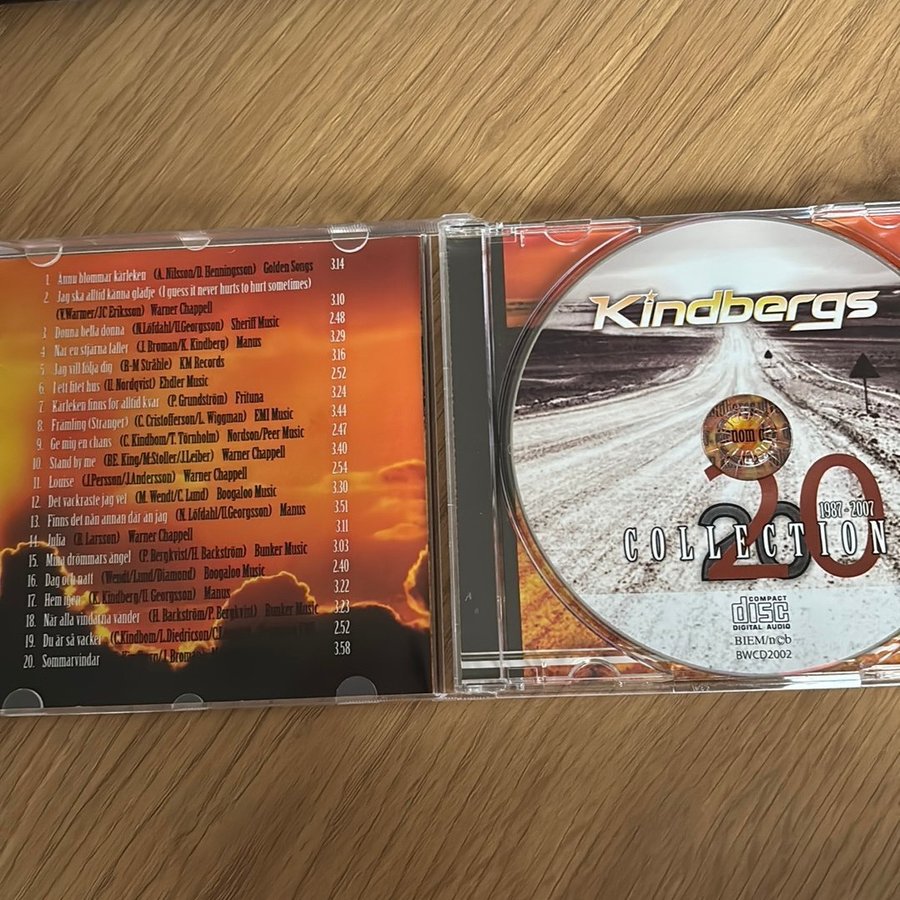 1. Ännu blommar kärleken (A. Nilsson/D. Henningsson) Golden Songs 3.14
2. Jag ska alltid känna glädje (I guess it never hurts to hurt sometimes)
(V.Warmer/JC Eriksson) Warner Chappell 3.10
3. Donna bella donna (N.Löfdahl/U.Georgsson) Sheriff Music 2.48
4. När en stjärna faller (J. Broman/K. Kindberg) Manus 3.29
5. Jag vill följa dig (B-M Strähle) KM Records 3.16
6. I ett litet hus (U. Nordqvist) Ehdler Music 2.52
7. Kärleken finns för alltid kvar (P. Grundström) Frituna 3.24
8. Främling (Stranger) (C. Cristofferson/L. Wiggman) EMI Music 3.44
9. Ge mig en chans (C. Kindbom/T. Törnholm) Nordson/Peer Music 2.47
10. Stand by me (B.E. King/M.Stoller/J.Leiber) Warner Chappell 3.40
11. Louise (J.Persson/J.Andersson) Warner Chappell 2.54
12. Det vackraste jag vet (M. Wendt/C. Lund) Boogaloo Music 3.30
13. Finns det nån annan där än jag (N. Löfdahl/U.Georgsson) Manus 3.51
14. Julia (B. Larsson) Warner Chappell 3.11
15. Mina drömmars ängel (P. Bergkvist/H. Backström) Bunker Music 3.03
16. Dag och natt (Wendt/Lund/Diamond) Boogaloo Music 2.40
17. Hem igen (K. Kindberg/U. Georgsson) Manus 3.22
18. När alla vindarna vänder (H. Backström/P. Bergkvist) Bunker Music 3.23
19. Du är så vacker (C.Kindbom/L.Diedricson/ 2.52
20. Sommarvindar 3.58
Kindbergs
ncb
20
20
1987 - 2007
COLLECTION
COMPACT
disc
DIGITAL AUDIO
BIEM/n©b
BWCD2002